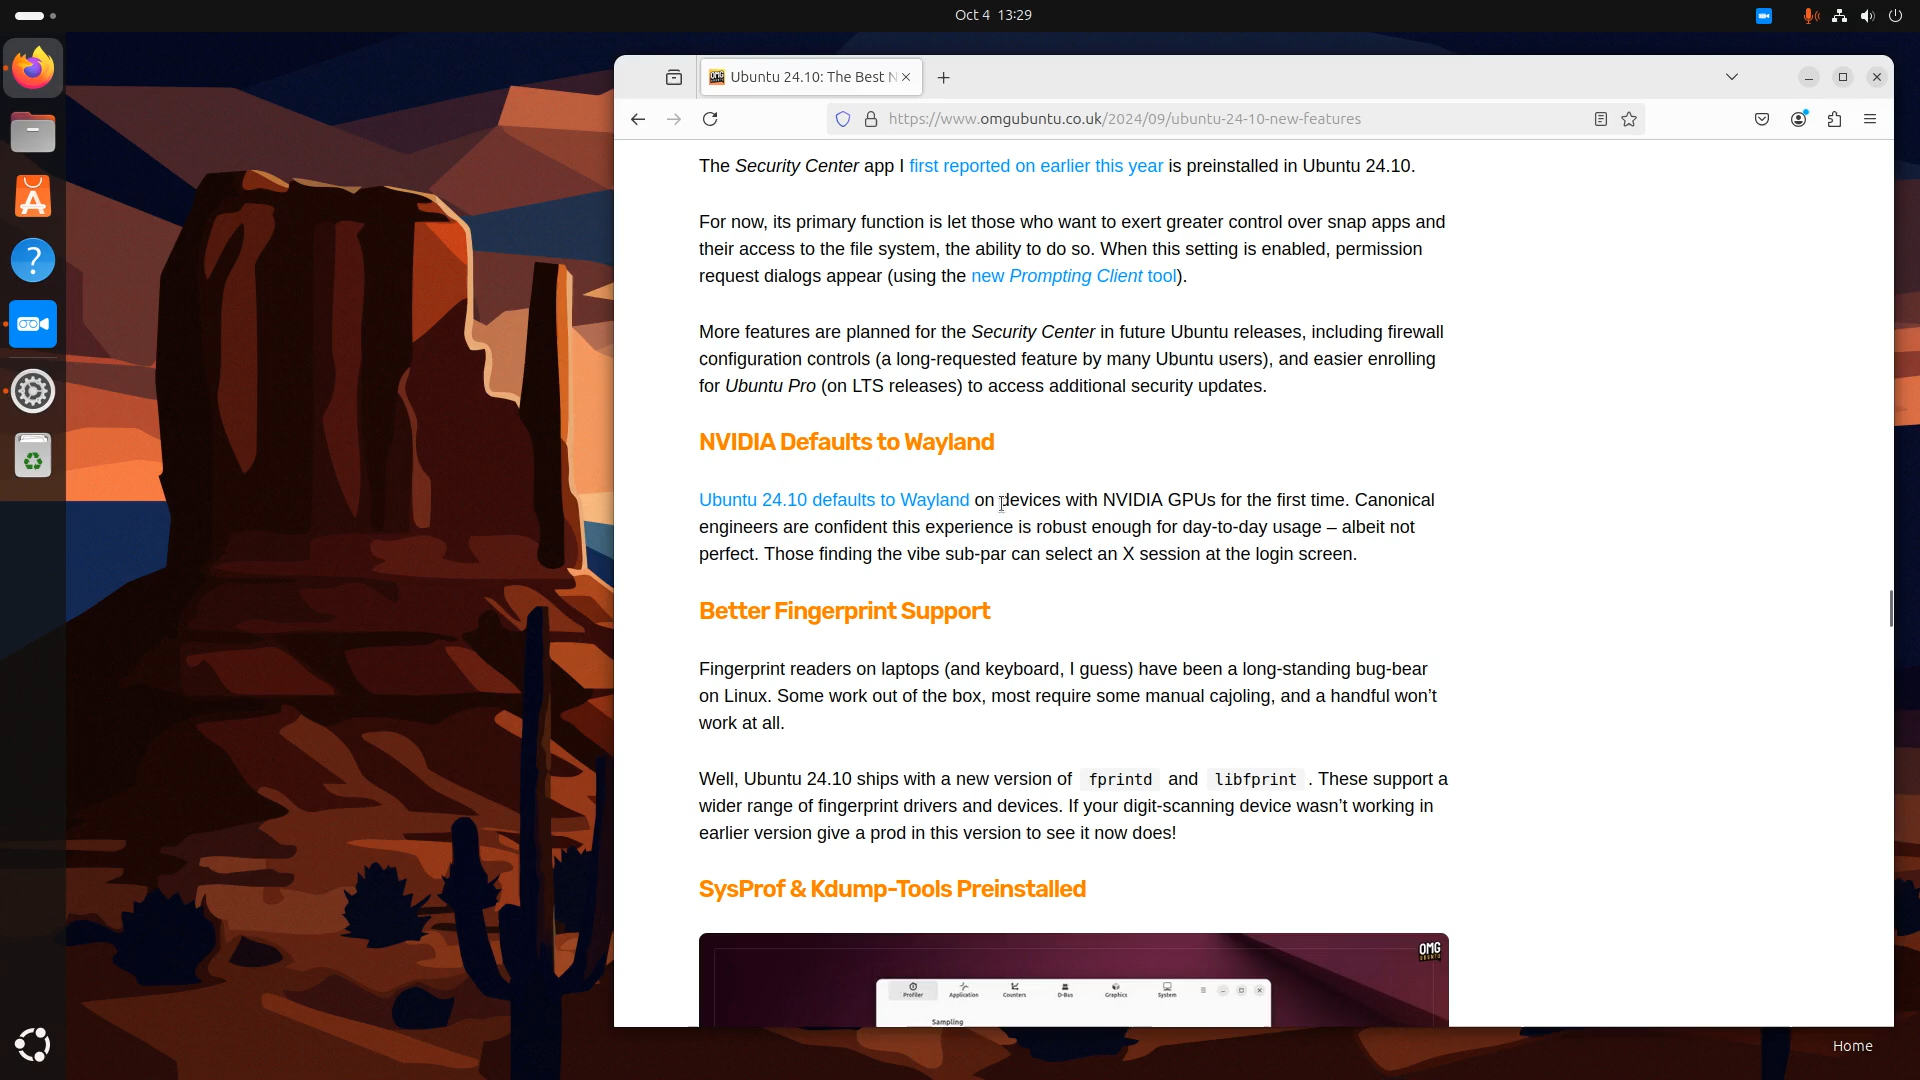 Oct 4 13:29
Ubuntu 24.10: The Best N
https://www.omgubuntu.co.uk/2024/09/ubuntu-24-10-new-features
The Security Center app I first reported on earlier this year is preinstalled in Ubuntu 24.10.
For now, its primary function is let those who want to exert greater control over snap apps and
their access to the file system, the ability to do so. When this setting is enabled, permission
request dialogs appear (using the new Prompting Client tool).
More features are planned for the Security Center in future Ubuntu releases, including firewall
configuration controls (a long-requested feature by many Ubuntu users), and easier enrolling
for Ubuntu Pro (on LTS releases) to access additional security updates.
NVIDIA Defaults to Wayland
Ubuntu 24.10 defaults to Wayland on devices with NVIDIA GPUs for the first time. Canonical
engineers are confident this experience is robust enough for day-to-day usage – albeit not
perfect. Those finding the vibe sub-par can select an X session at the login screen.
Better Fingerprint Support
Fingerprint readers on laptops (and keyboard, I guess) have been a long-standing bug-bear
on Linux. Some work out of the box, most require some manual cajoling, and a handful won’t
work at all.
Well, Ubuntu 24.10 ships with a new version of fprintd and libfprint . These support a
wider range of fingerprint drivers and devices. If your digit-scanning device wasn’t working in
earlier version give a prod in this version to see it now does!
SysProf & Kdump-Tools Preinstalled
OMG
UBUNTU
Profiler Application Counters D-Bus Graphics System
Sampling
Home